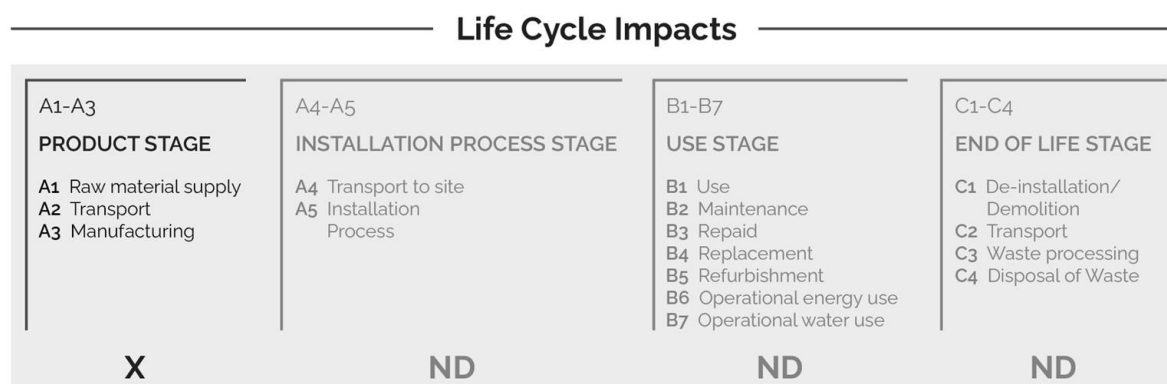 Life Cycle Impacts
A1-A3
PRODUCT STAGE
A1 Raw material supply
A2 Transport
A3 Manufacturing
X
A4-A5
INSTALLATION PROCESS STAGE
A4 Transport to site
A5 Installation
Process
ND
B1-B7
USE STAGE
B1 Use
B2 Maintenance
B3 Repaid
B4 Replacement
B5 Refurbishment
B6 Operational energy use
B7 Operational water use
ND
C1-C4
END OF LIFE STAGE
C1 De-installation/
Demolition
C2 Transport
C3 Waste processing
C4 Disposal of Waste
ND